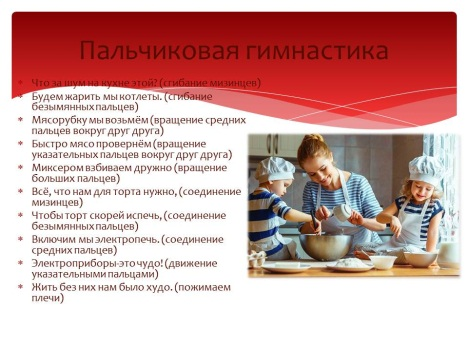 Пальчиковая гимнастика
Что за шум на кухне этой? (сгибание мизинцев)
Будем жарить мы котлеты. (сгибание
безымянных пальцев)
Мясорубку мы возьмём (вращение средних
пальцев вокруг друг друга)
Быстро мясо провернём (вращение
указательных пальцев вокруг друг друга)
Миксером взбиваем дружно (вращение
больших пальцев)
Всё, что нам для торта нужно, (соединение
мизинцев)
Чтобы торт скорей испечь, (соединение
безымянных пальцев)
Включим мы электропечь. (соединение
средних пальцев)
Электроприборы-это чудо! (движение
указательными пальцами)
Жить без них нам было худо. (пожимаем
плечи)